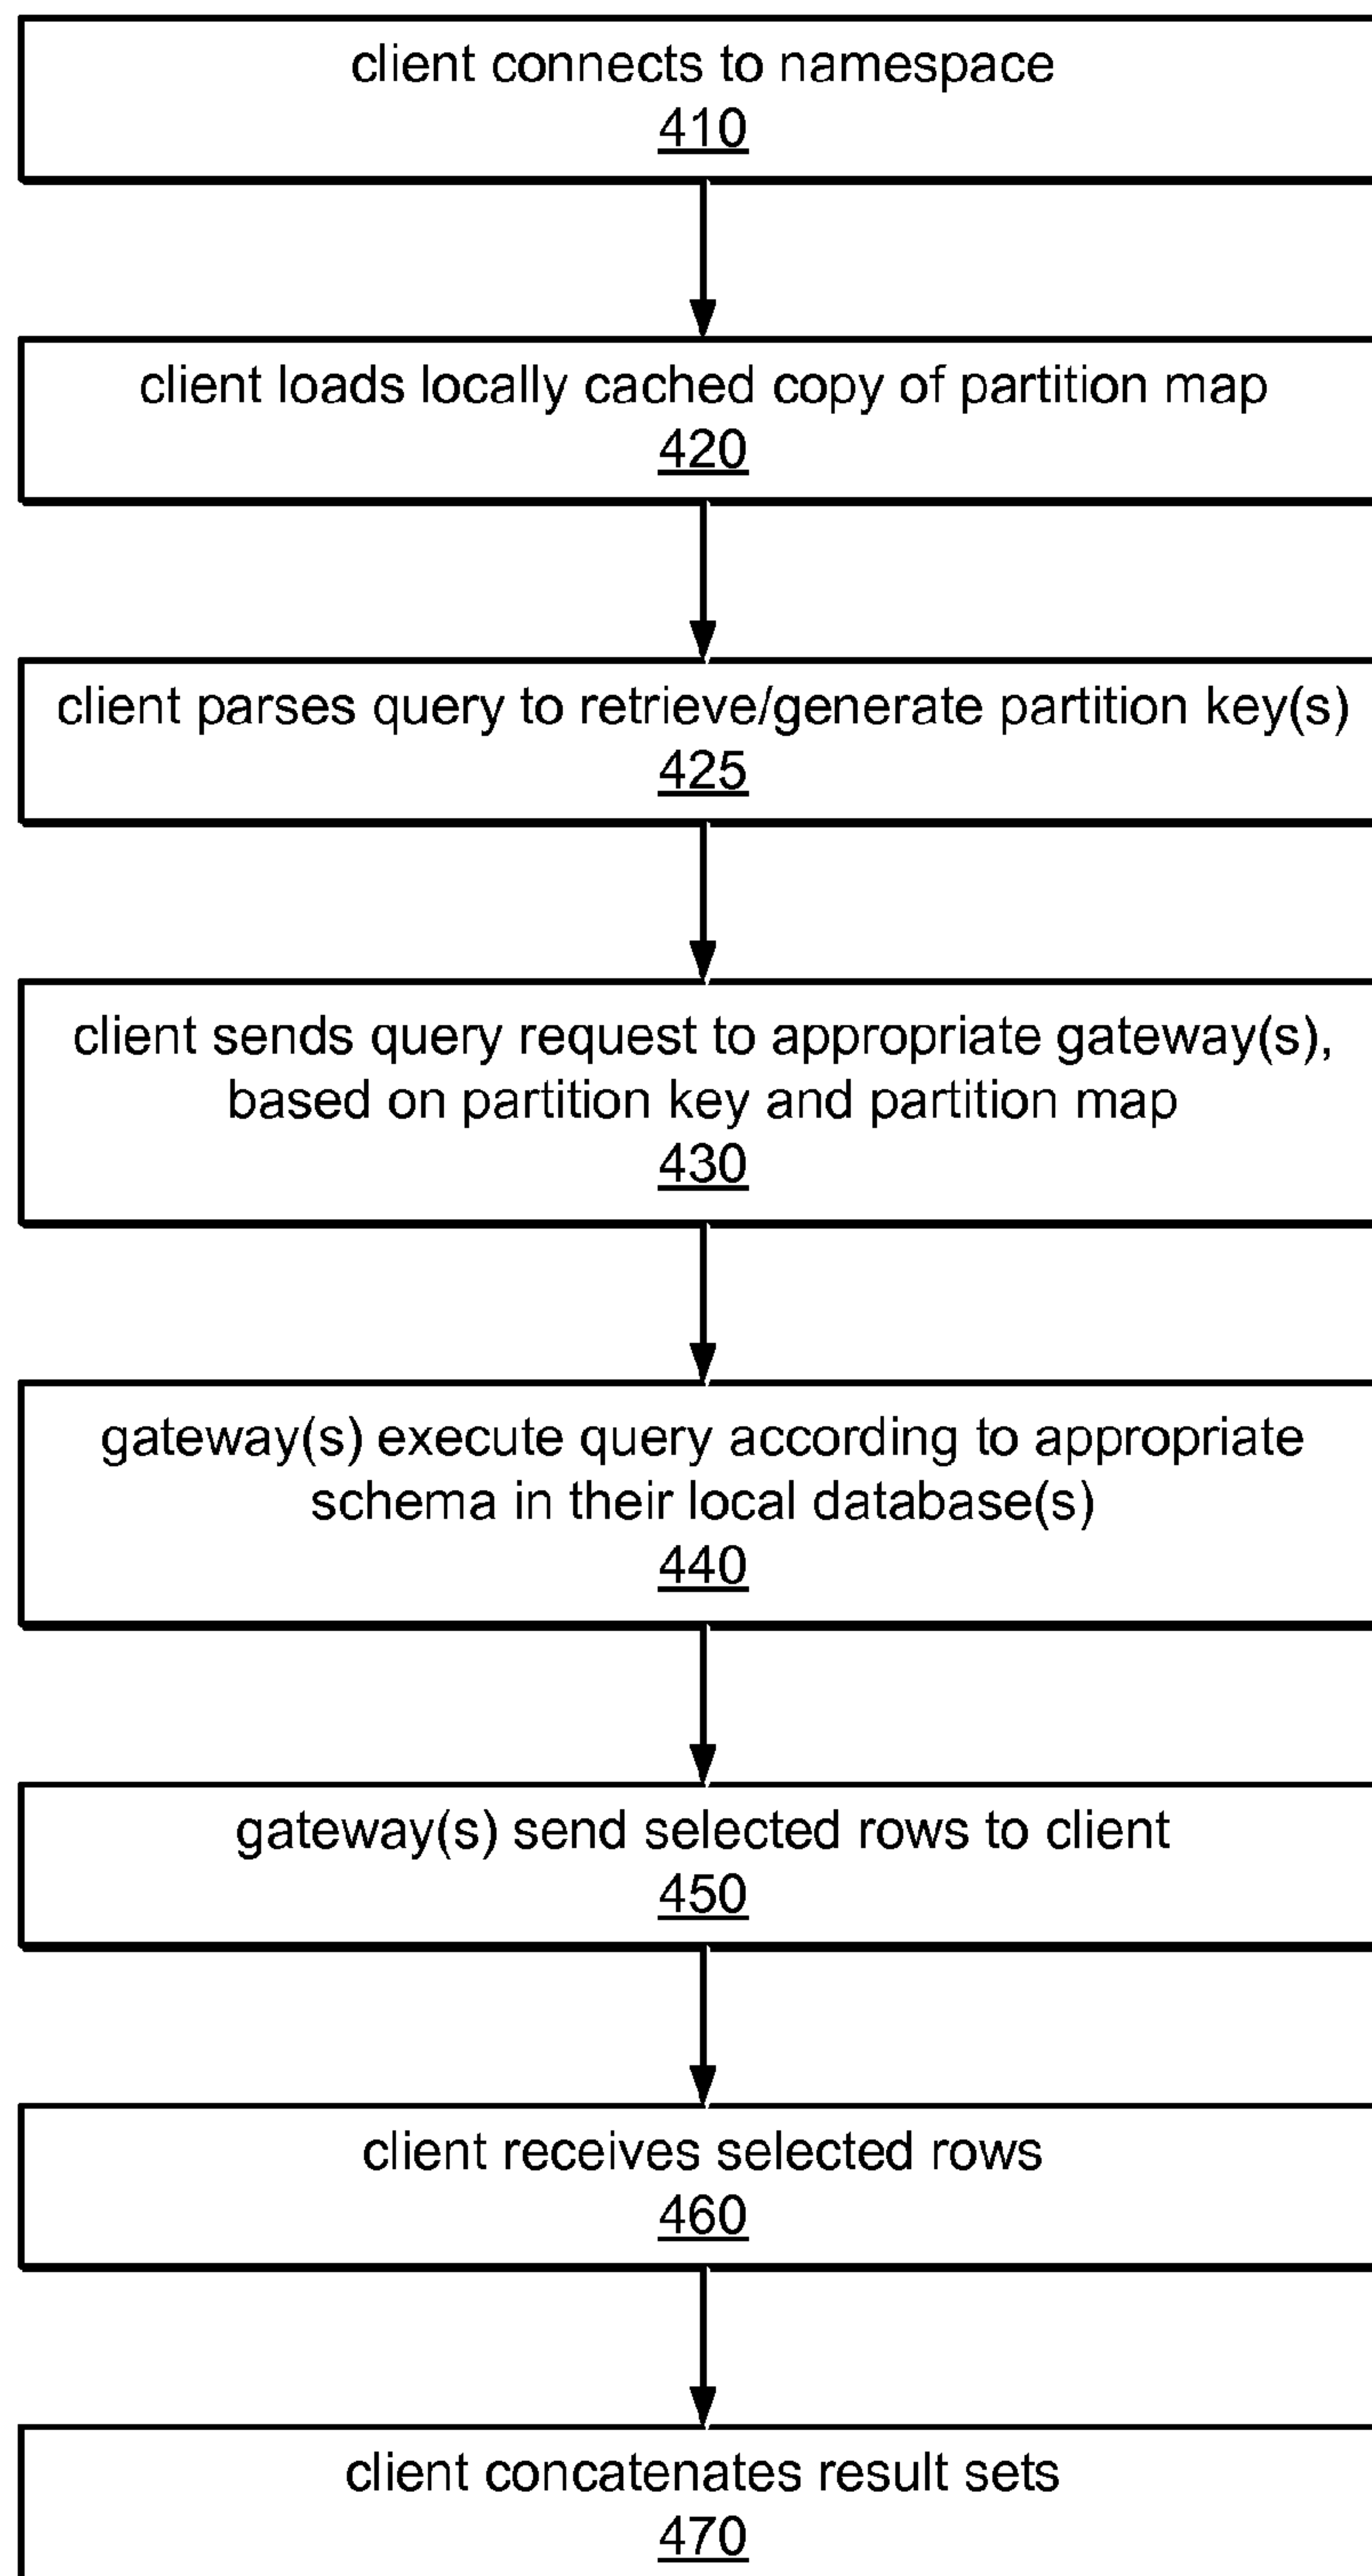 client connects to namespace
410
client loads locally cached copy of partition map
420
client parses query to retrieve/generate partition key(s)
425
client sends query request to appropriate gateway(s),
based on partition key and partition map
430
gateway(s) execute query according to appropriate
schema in their local database(s)
440
gateway(s) send selected rows to client
450
client receives selected rows
460
client concatenates result sets
470